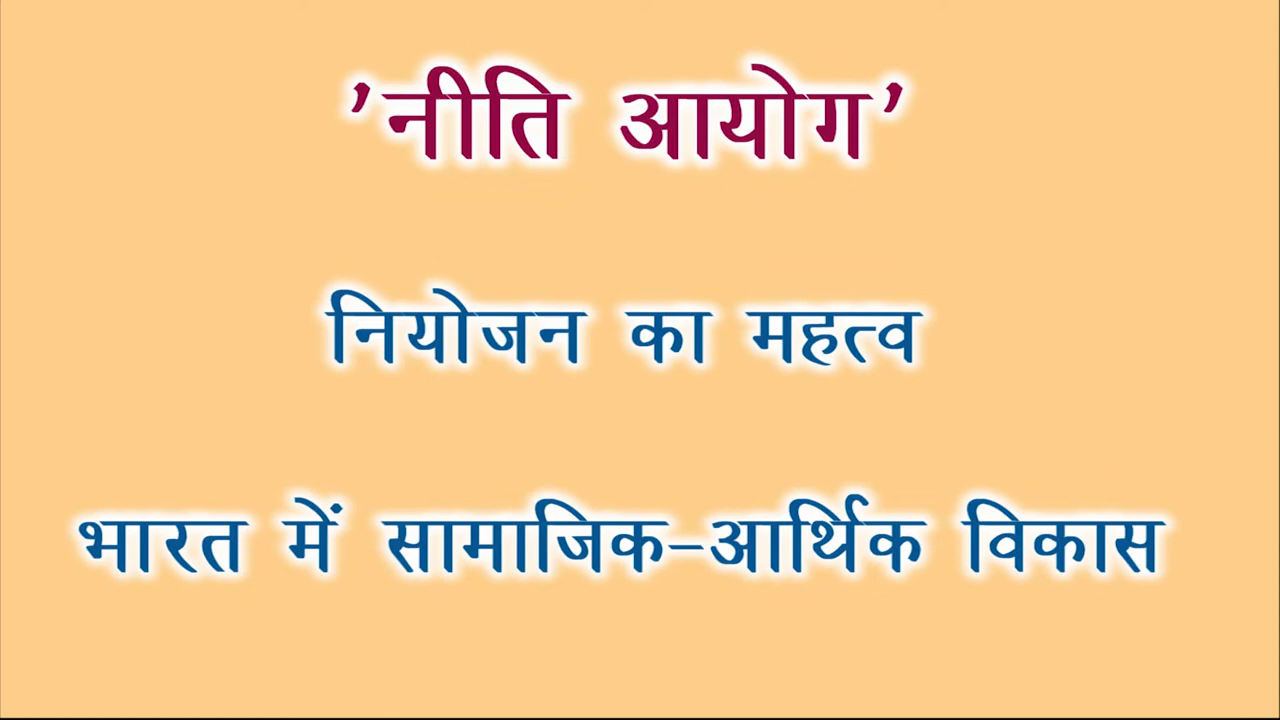 ’नीति आयोग’
नियोजन का महत्व
भारत में सामाजिक–आर्थिक विकास